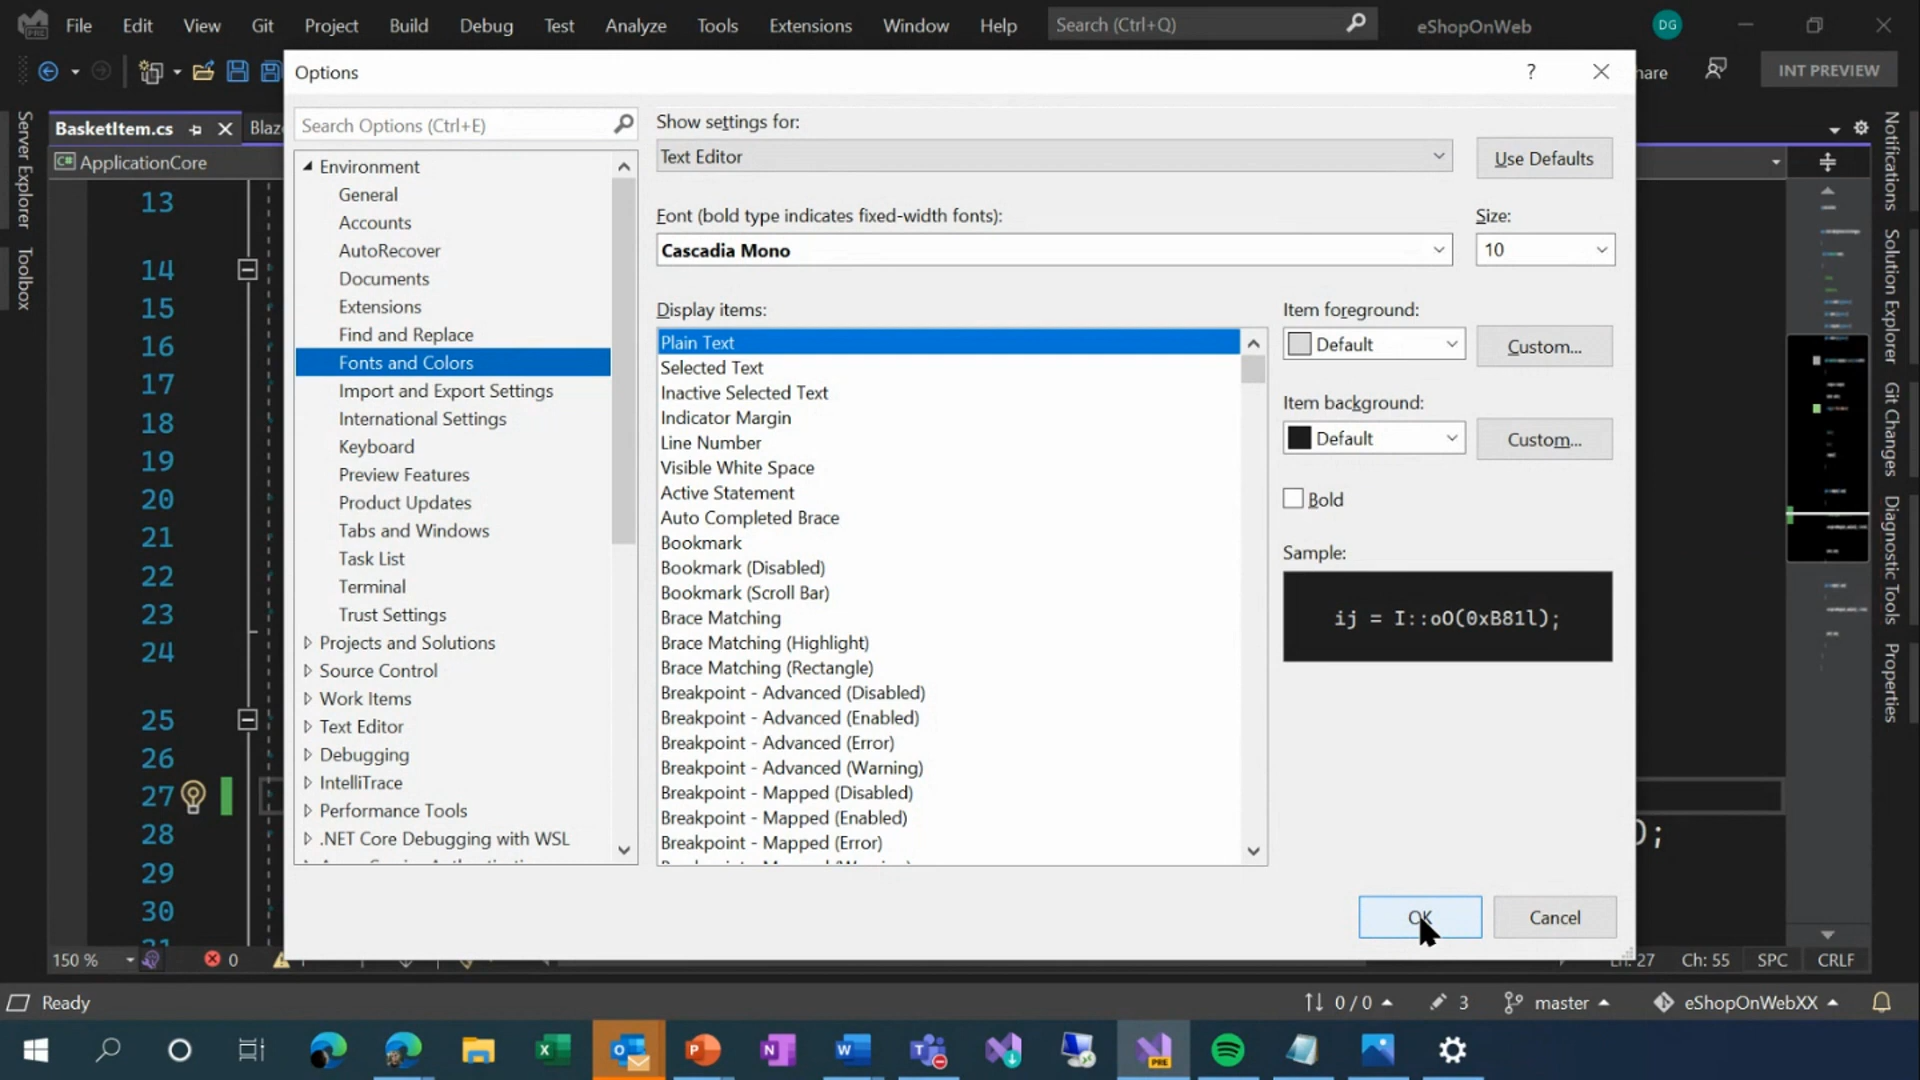 File Edit View Git Project Build Debug Test Analyze Tools Extensions Window Help Search (Ctrl+Q) eShopOnWeb DG
Options ? hare INT PREVIEW
BasketItem.cs Blaz
ApplicationCore
Server Explorer
Toolbox
13
14
15
16
17
18
19
20
21
22
23
24
25
26
27
28
29
30
Search Options (Ctrl+E)
Environment
General
Accounts
AutoRecover
Documents
Extensions
Find and Replace
Fonts and Colors
Import and Export Settings
International Settings
Keyboard
Preview Features
Product Updates
Tabs and Windows
Task List
Terminal
Trust Settings
Projects and Solutions
Source Control
Work Items
Text Editor
Debugging
IntelliTrace
Performance Tools
.NET Core Debugging with WSL
Show settings for:
Text Editor
Use Defaults
Font (bold type indicates fixed-width fonts):
Size:
Cascadia Mono
10
Display items:
Plain Text
Selected Text
Inactive Selected Text
Indicator Margin
Line Number
Visible White Space
Active Statement
Auto Completed Brace
Bookmark
Bookmark (Disabled)
Bookmark (Scroll Bar)
Brace Matching
Brace Matching (Highlight)
Brace Matching (Rectangle)
Breakpoint - Advanced (Disabled)
Breakpoint - Advanced (Enabled)
Breakpoint - Advanced (Error)
Breakpoint - Advanced (Warning)
Breakpoint - Mapped (Disabled)
Breakpoint - Mapped (Enabled)
Breakpoint - Mapped (Error)
Item foreground:
Default
Custom...
Item background:
Default
Custom...
Bold
Sample:
ij = I::oO(0xB81l);
OK
Cancel
);
Notifications
Solution Explorer
Git Changes
Diagnostic Tools
Properties
150 % 0 Ln: 27 Ch: 55 SPC CRLF
Ready 0 / 0 3 master eShopOnWebXX
PRE